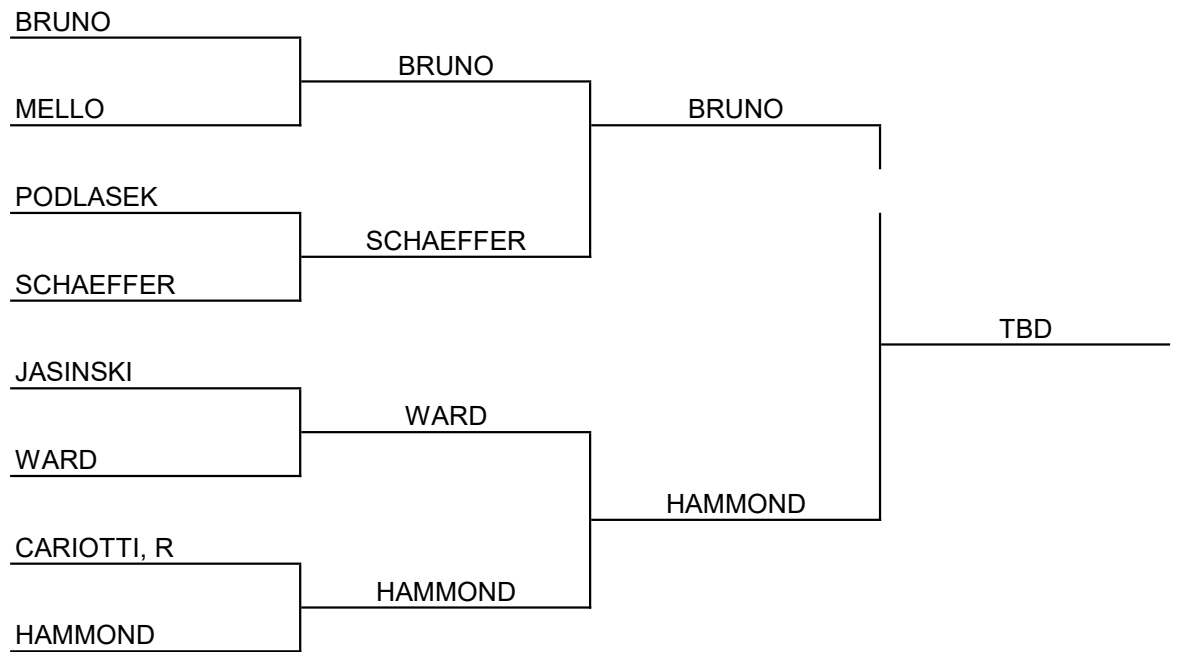 BRUNO
BRUNO
MELLO
BRUNO
PODLASEK
SCHAEFFER
SCHAEFFER
TBD
JASINSKI
WARD
WARD
HAMMOND
CARIOTTI, R
HAMMOND
HAMMOND